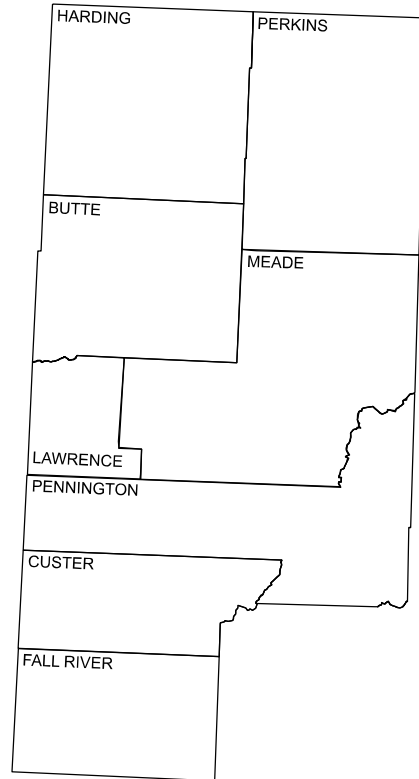 HARDING
PERKINS
BUTTE
MEADE
LAWRENCE
PENNINGTON
CUSTER
FALL RIVER